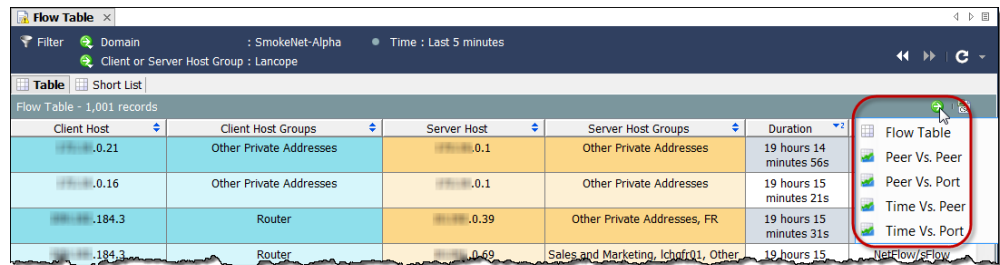 Flow Table ×
Filter Domain : SmokeNet-Alpha Time : Last 5 minutes
Client or Server Host Group : Lancope
Table Short List
Flow Table - 1,001 records
Client Host Client Host Groups Server Host Server Host Groups Duration 2
.0.21 Other Private Addresses .0.1 Other Private Addresses 19 hours 14
minutes 56s
.0.16 Other Private Addresses .0.1 Other Private Addresses 19 hours 15
minutes 21s
.184.3 Router .0.39 Other Private Addresses, FR 19 hours 15
minutes 31s
.184.3 Router .0.69 Sales and Marketing, Other 19 hours 15 NetFlow/sFlow
Flow Table
Peer Vs. Peer
Peer Vs. Port
Time Vs. Peer
Time Vs. Port